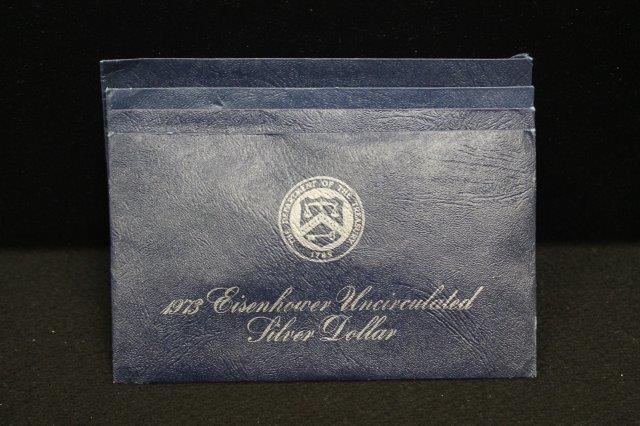 THE DEPARTMENT OF THE TREASURY
1789
1973 Eisenhower Uncirculated
Silver Dollar